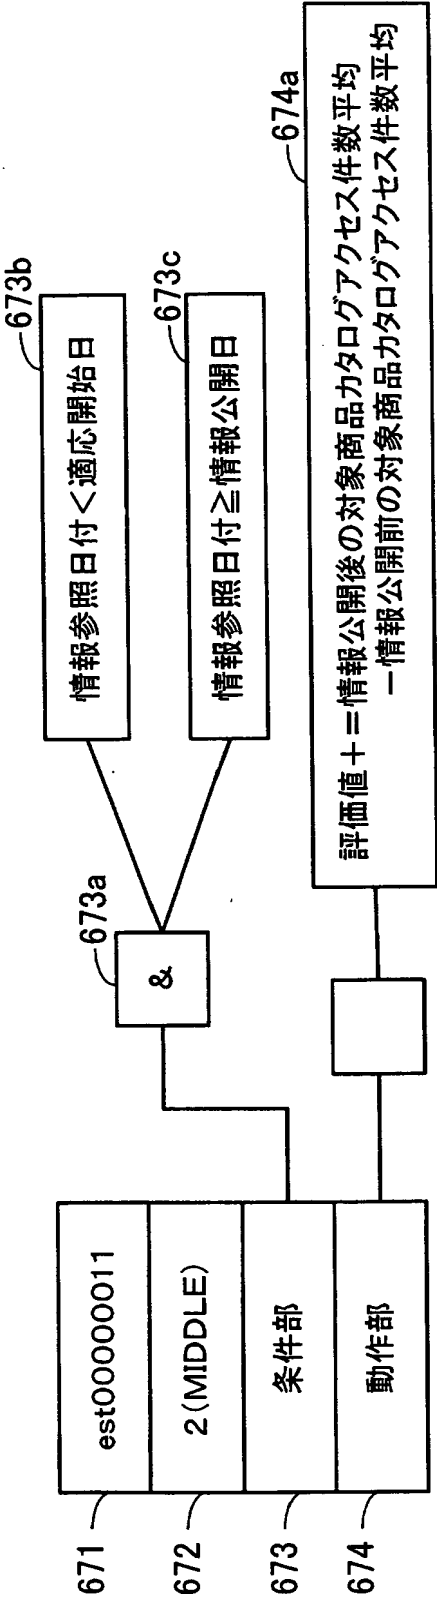 671
est00000011
672
2(MIDDLE)
673
条件部
674
動作部
673a
&
673b
情報参照日付<適応開始日
673c
情報参照日付≧情報公開日
674a
評価値+=情報公開後の対象商品カタログアクセス件数平均
-情報公開前の対象商品カタログアクセス件数平均